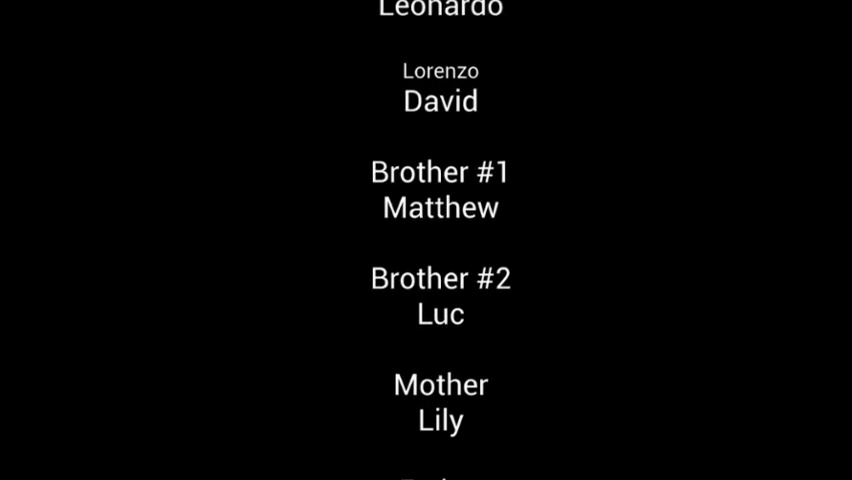 Leonardo
Lorenzo
David
Brother #1
Matthew
Brother #2
Luc
Mother
Lily